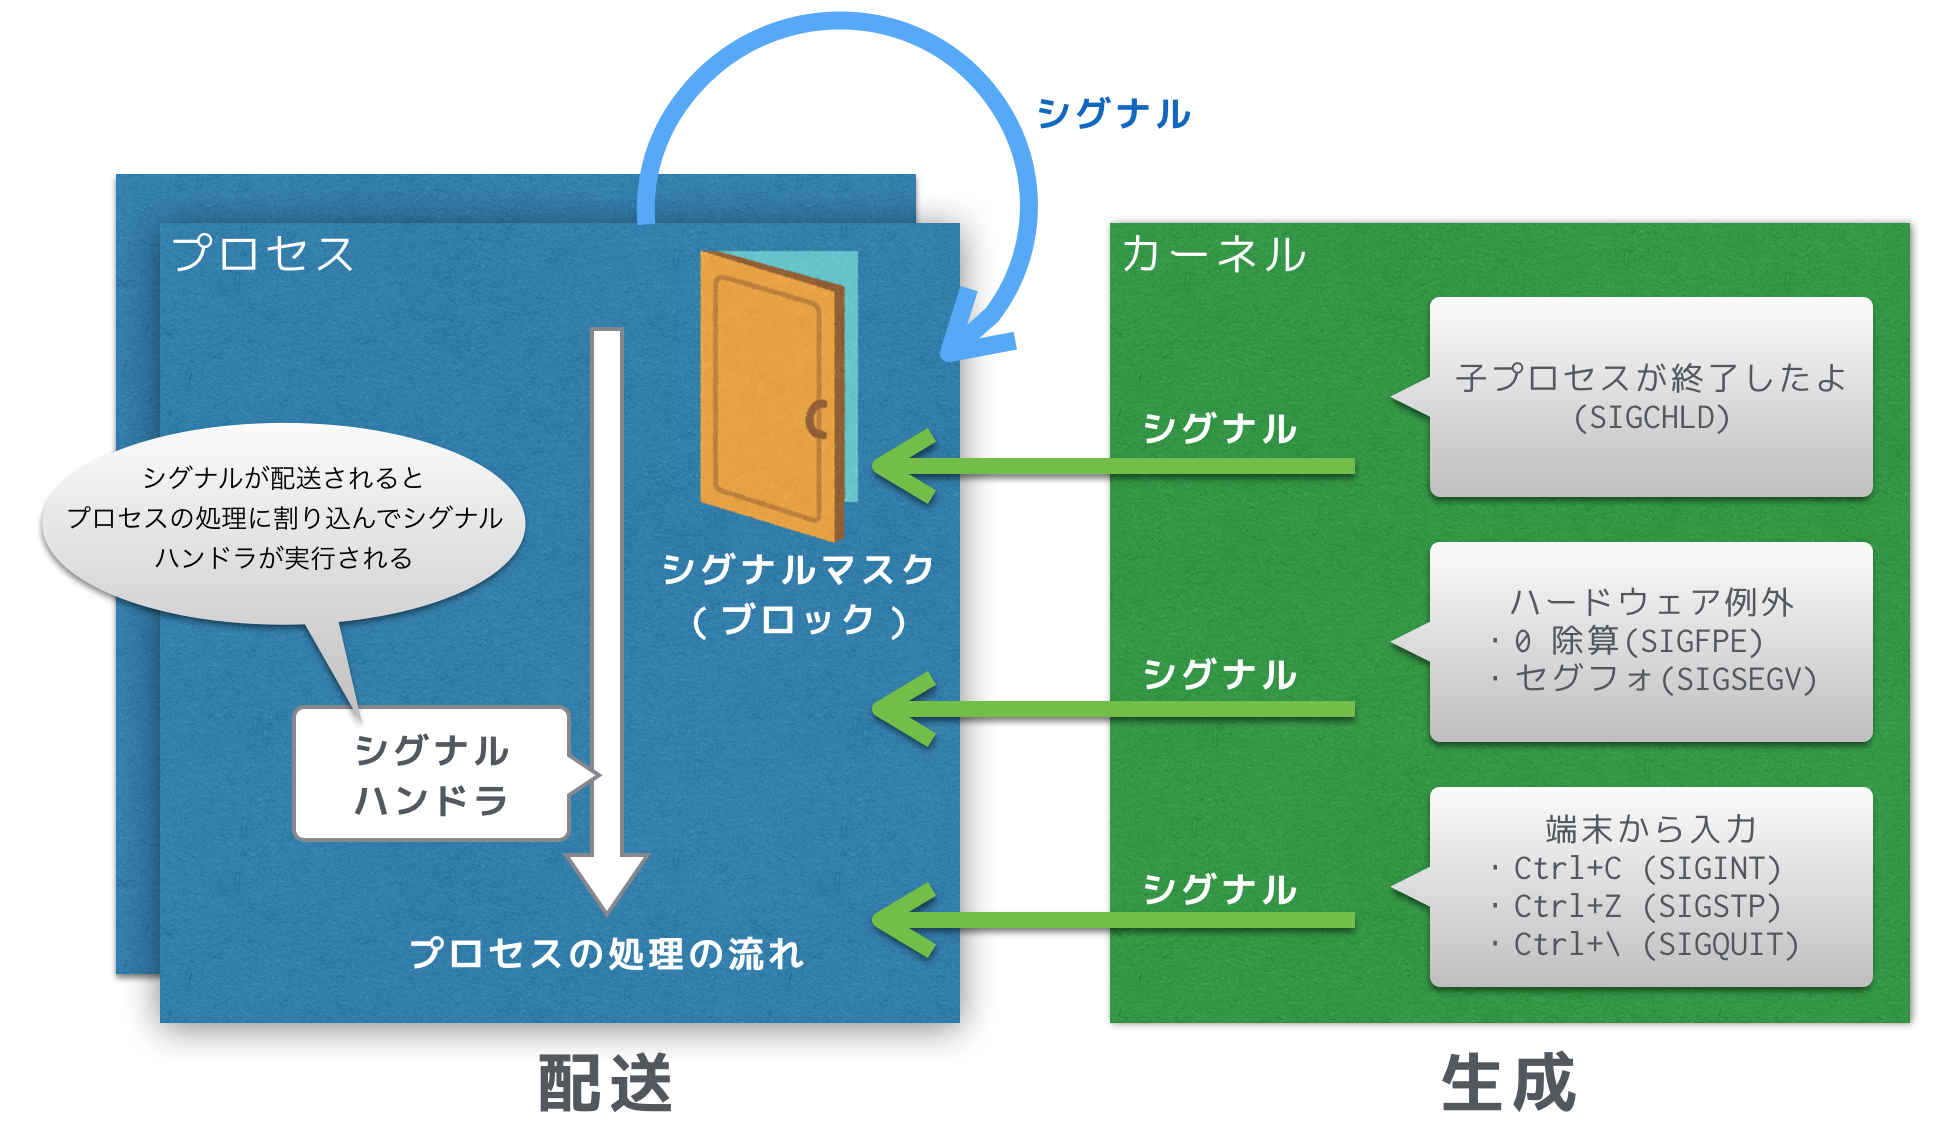 シグナル
プロセス
シグナルが配送されると
プロセスの処理に割り込んでシグナル
ハンドラが実行される
シグナルマスク
(ブロック)
シグナル
ハンドラ
プロセスの処理の流れ
配送
カーネル
シグナル
子プロセスが終了したよ
(SIGCHLD)
シグナル
ハードウェア例外
・0 除算(SIGFPE)
・セグフォ(SIGSEGV)
シグナル
端末から入力
・Ctrl+C (SIGINT)
・Ctrl+Z (SIGSTP)
・Ctrl+\ (SIGQUIT)
生成